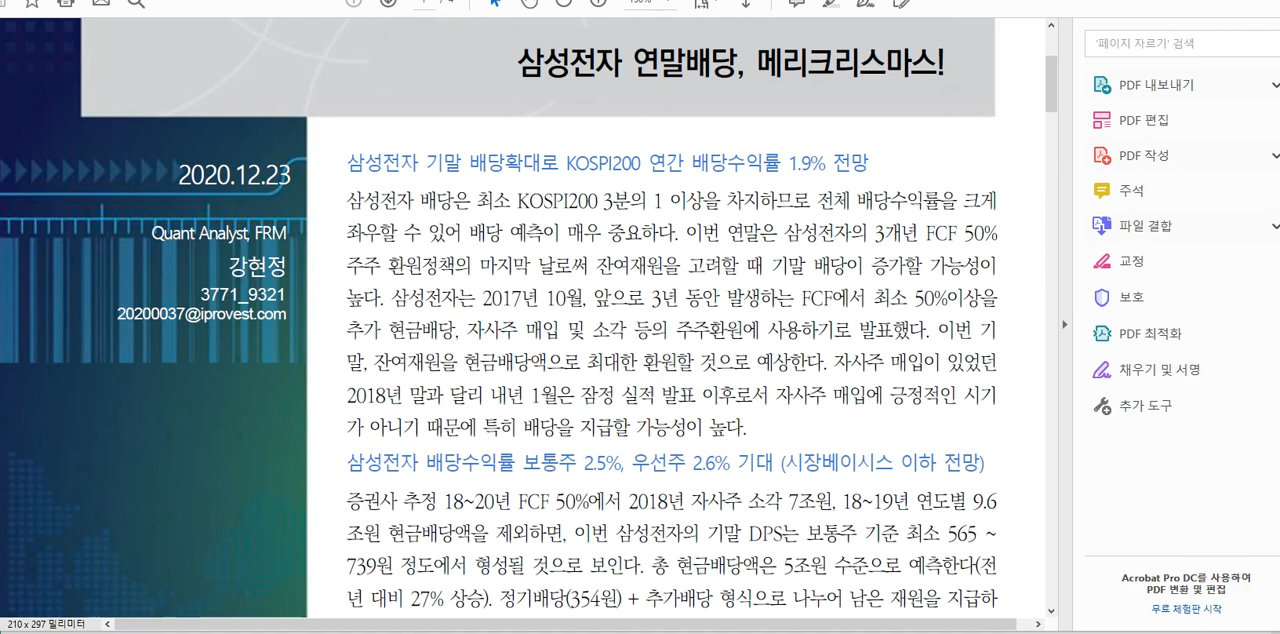 삼성전자 연말배당, 메리크리스마스!
2020.12.23
Quant Analyst, FRM
강현정
3771_9321
20200037@iprovest.com
삼성전자 기말 배당확대로 KOSPI200 연간 배당수익률 1.9% 전망
삼성전자 배당은 최소 KOSPI200 3분의 1 이상을 차지하므로 전체 배당수익률을 크게
좌우할 수 있어 배당 예측이 매우 중요하다. 이번 연말은 삼성전자의 3개년 FCF 50%
주주 환원정책의 마지막 날로써 잔여재원을 고려할 때 기말 배당이 증가할 가능성이
높다. 삼성전자는 2017년 10월, 앞으로 3년 동안 발생하는 FCF에서 최소 50%이상을
추가 현금배당, 자사주 매입 및 소각 등의 주주환원에 사용하기로 발표했다. 이번 기
말, 잔여재원을 현금배당액으로 최대한 환원할 것으로 예상한다. 자사주 매입이 있었던
2018년 말과 달리 내년 1월은 잠정 실적 발표 이후로서 자사주 매입에 긍정적인 시기
가 아니기 때문에 특히 배당을 지급할 가능성이 높다.
삼성전자 배당수익률 보통주 2.5%, 우선주 2.6% 기대 (시장베이시스 이하 전망)
증권사 추정 18~20년 FCF 50%에서 2018년 자사주 소각 7조원, 18~19년 연도별 9.6
조원 현금배당액을 제외하면, 이번 삼성전자의 기말 DPS는 보통주 기준 최소 565 ~
739원 정도에서 형성될 것으로 보인다. 총 현금배당액은 5조원 수준으로 예측한다(전
년 대비 27% 상승). 정기배당(354원) + 추가배당 형식으로 나누어 남은 재원을 지급하
210 x 297 밀리미터
'페이지 자르기' 검색
PDF 내보내기
PDF 편집
PDF 작성
주석
파일 결합
교정
보호
PDF 최적화
채우기 및 서명
추가 도구
Acrobat Pro DC를 사용하여
PDF 변환 및 편집
무료 체험판 시작